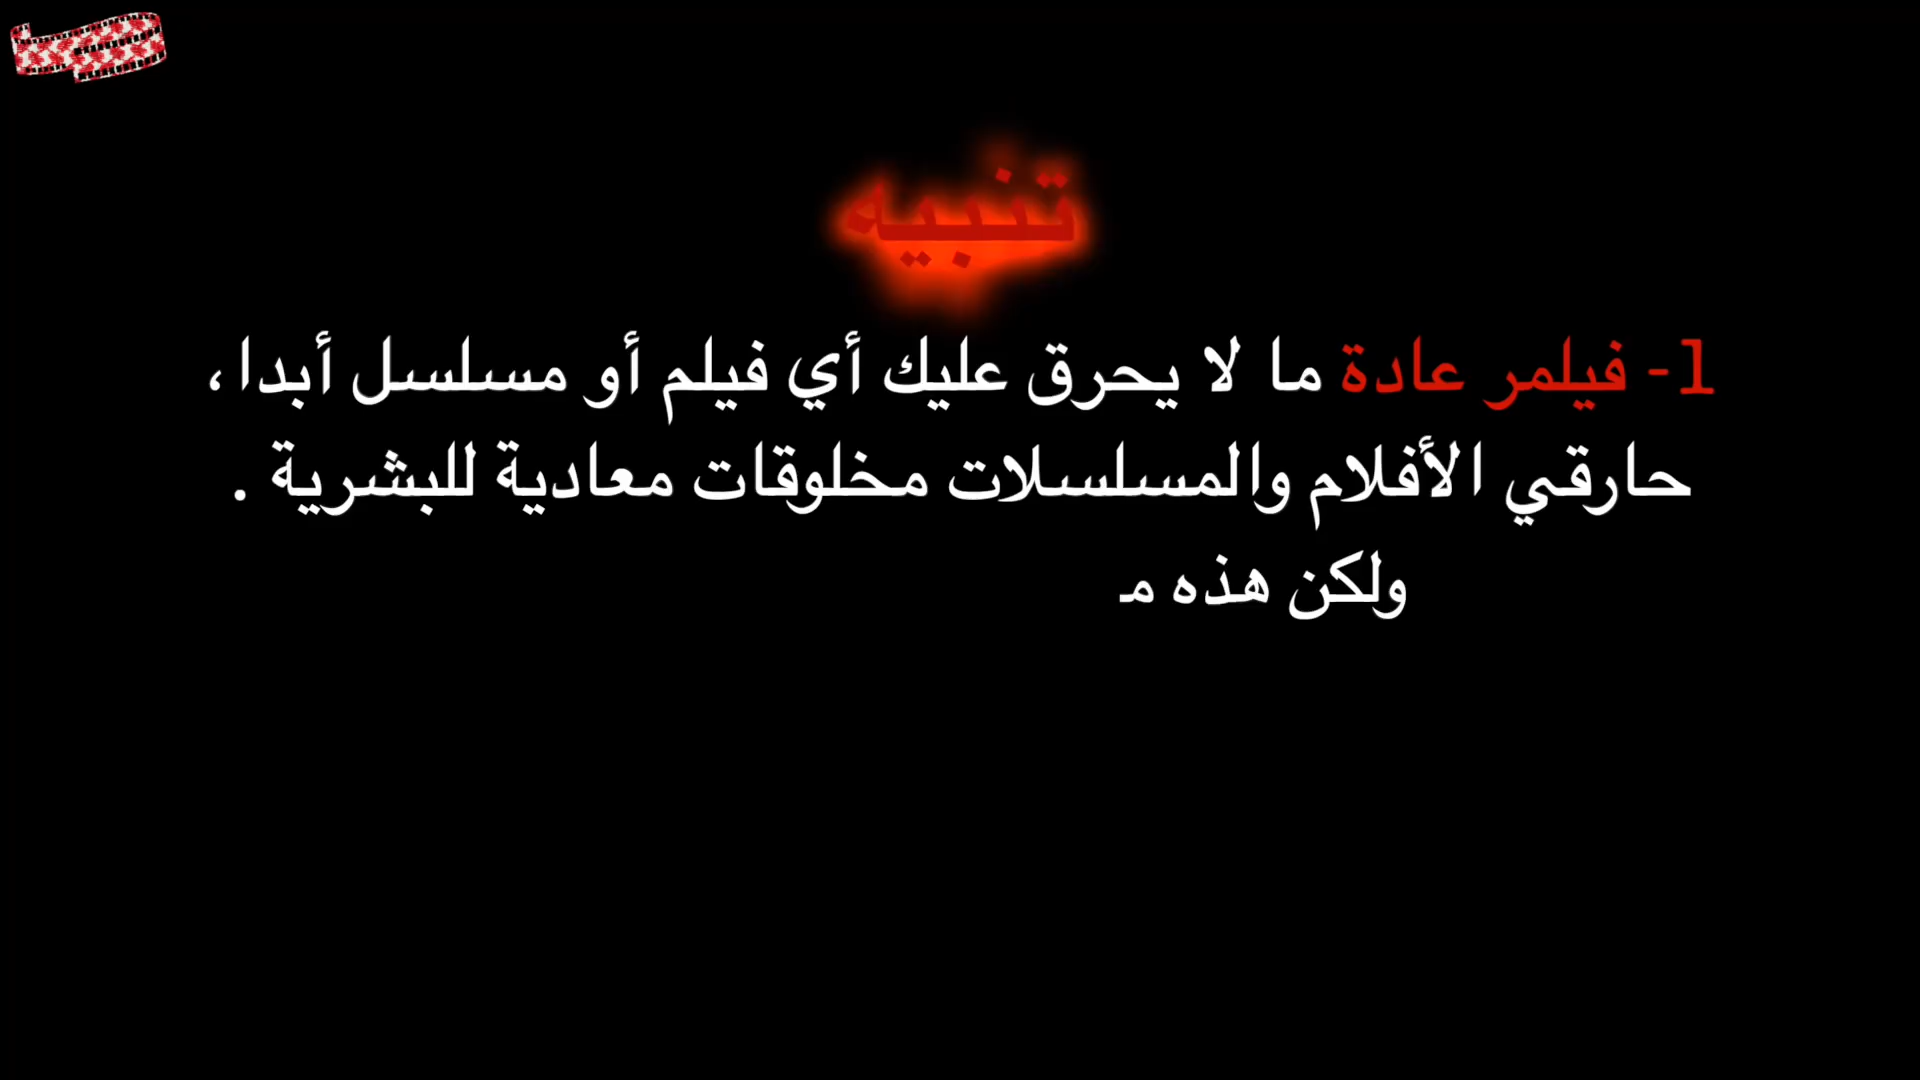 تنبيه
1- فيلمر عادة ما لا يحرق عليك أي فيلم أو مسلسل أبدا،
حارقي الأفلام والمسلسلات مخلوقات معادية للبشرية .
ولكن هذه مـ